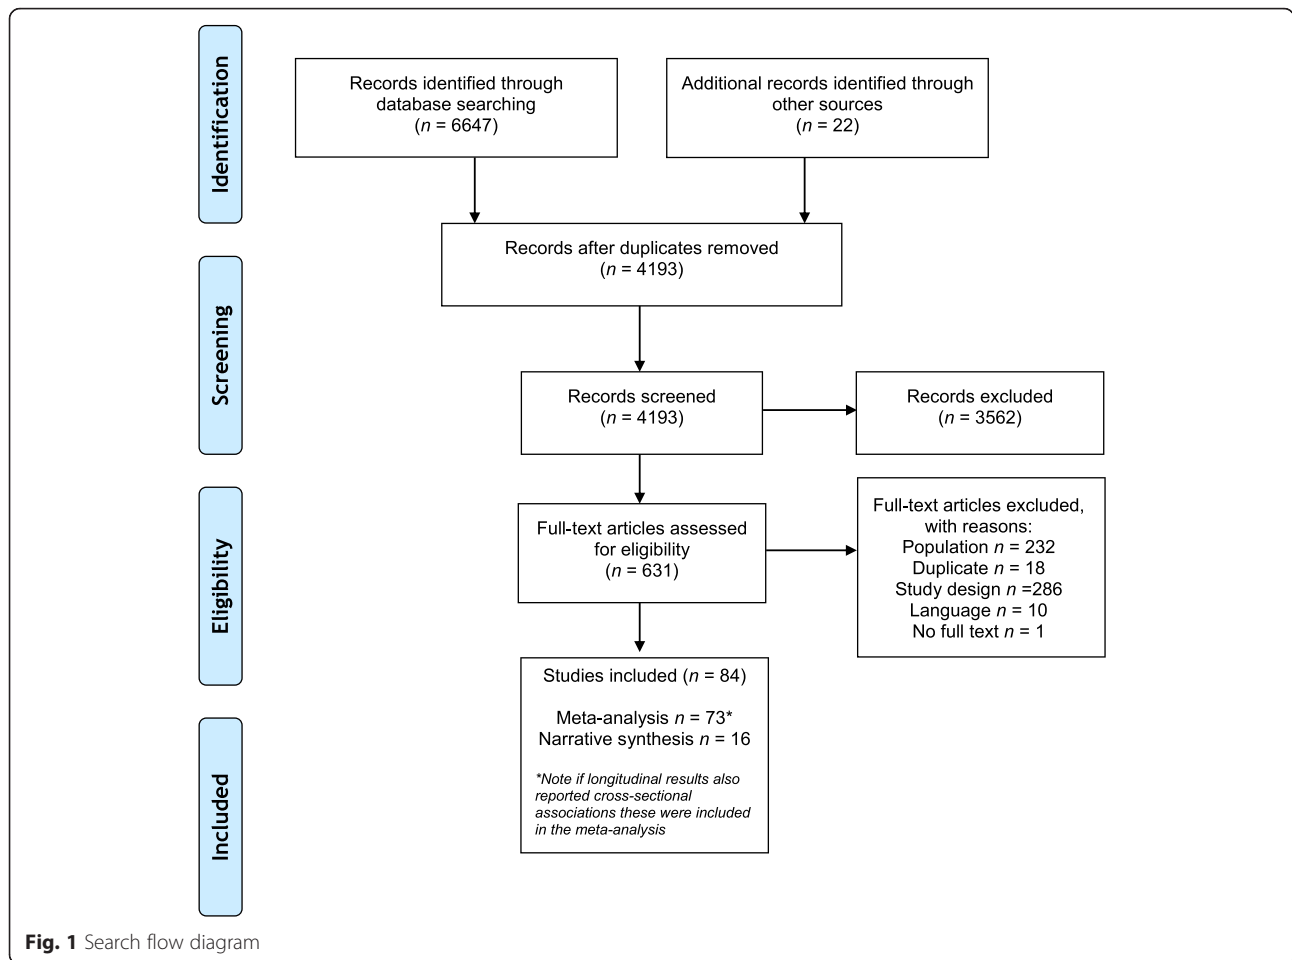 Identification
Records identified through
database searching
(n = 6647)
Additional records identified through
other sources
(n = 22)
Records after duplicates removed
(n = 4193)
Screening
Records screened
(n = 4193)
Records excluded
(n = 3562)
Eligibility
Full-text articles assessed
for eligibility
(n = 631)
Full-text articles excluded,
with reasons:
Population n = 232
Duplicate n = 18
Study design n =286
Language n = 10
No full text n = 1
Included
Studies included (n = 84)
Meta-analysis n = 73*
Narrative synthesis n = 16
*Note if longitudinal results also
reported cross-sectional
associations these were included
in the meta-analysis
Fig. 1 Search flow diagram